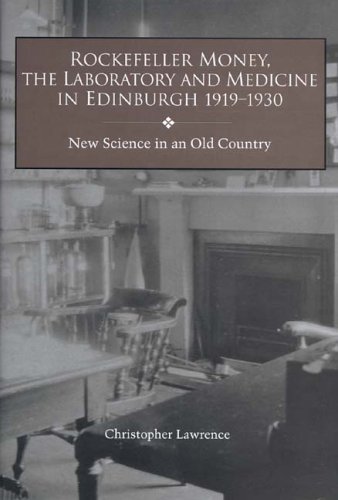 ROCKEFELLER MONEY,
THE LABORATORY AND MEDICINE
IN EDINBURGH 1919–1930
New Science in an Old Country
Christopher Lawrence